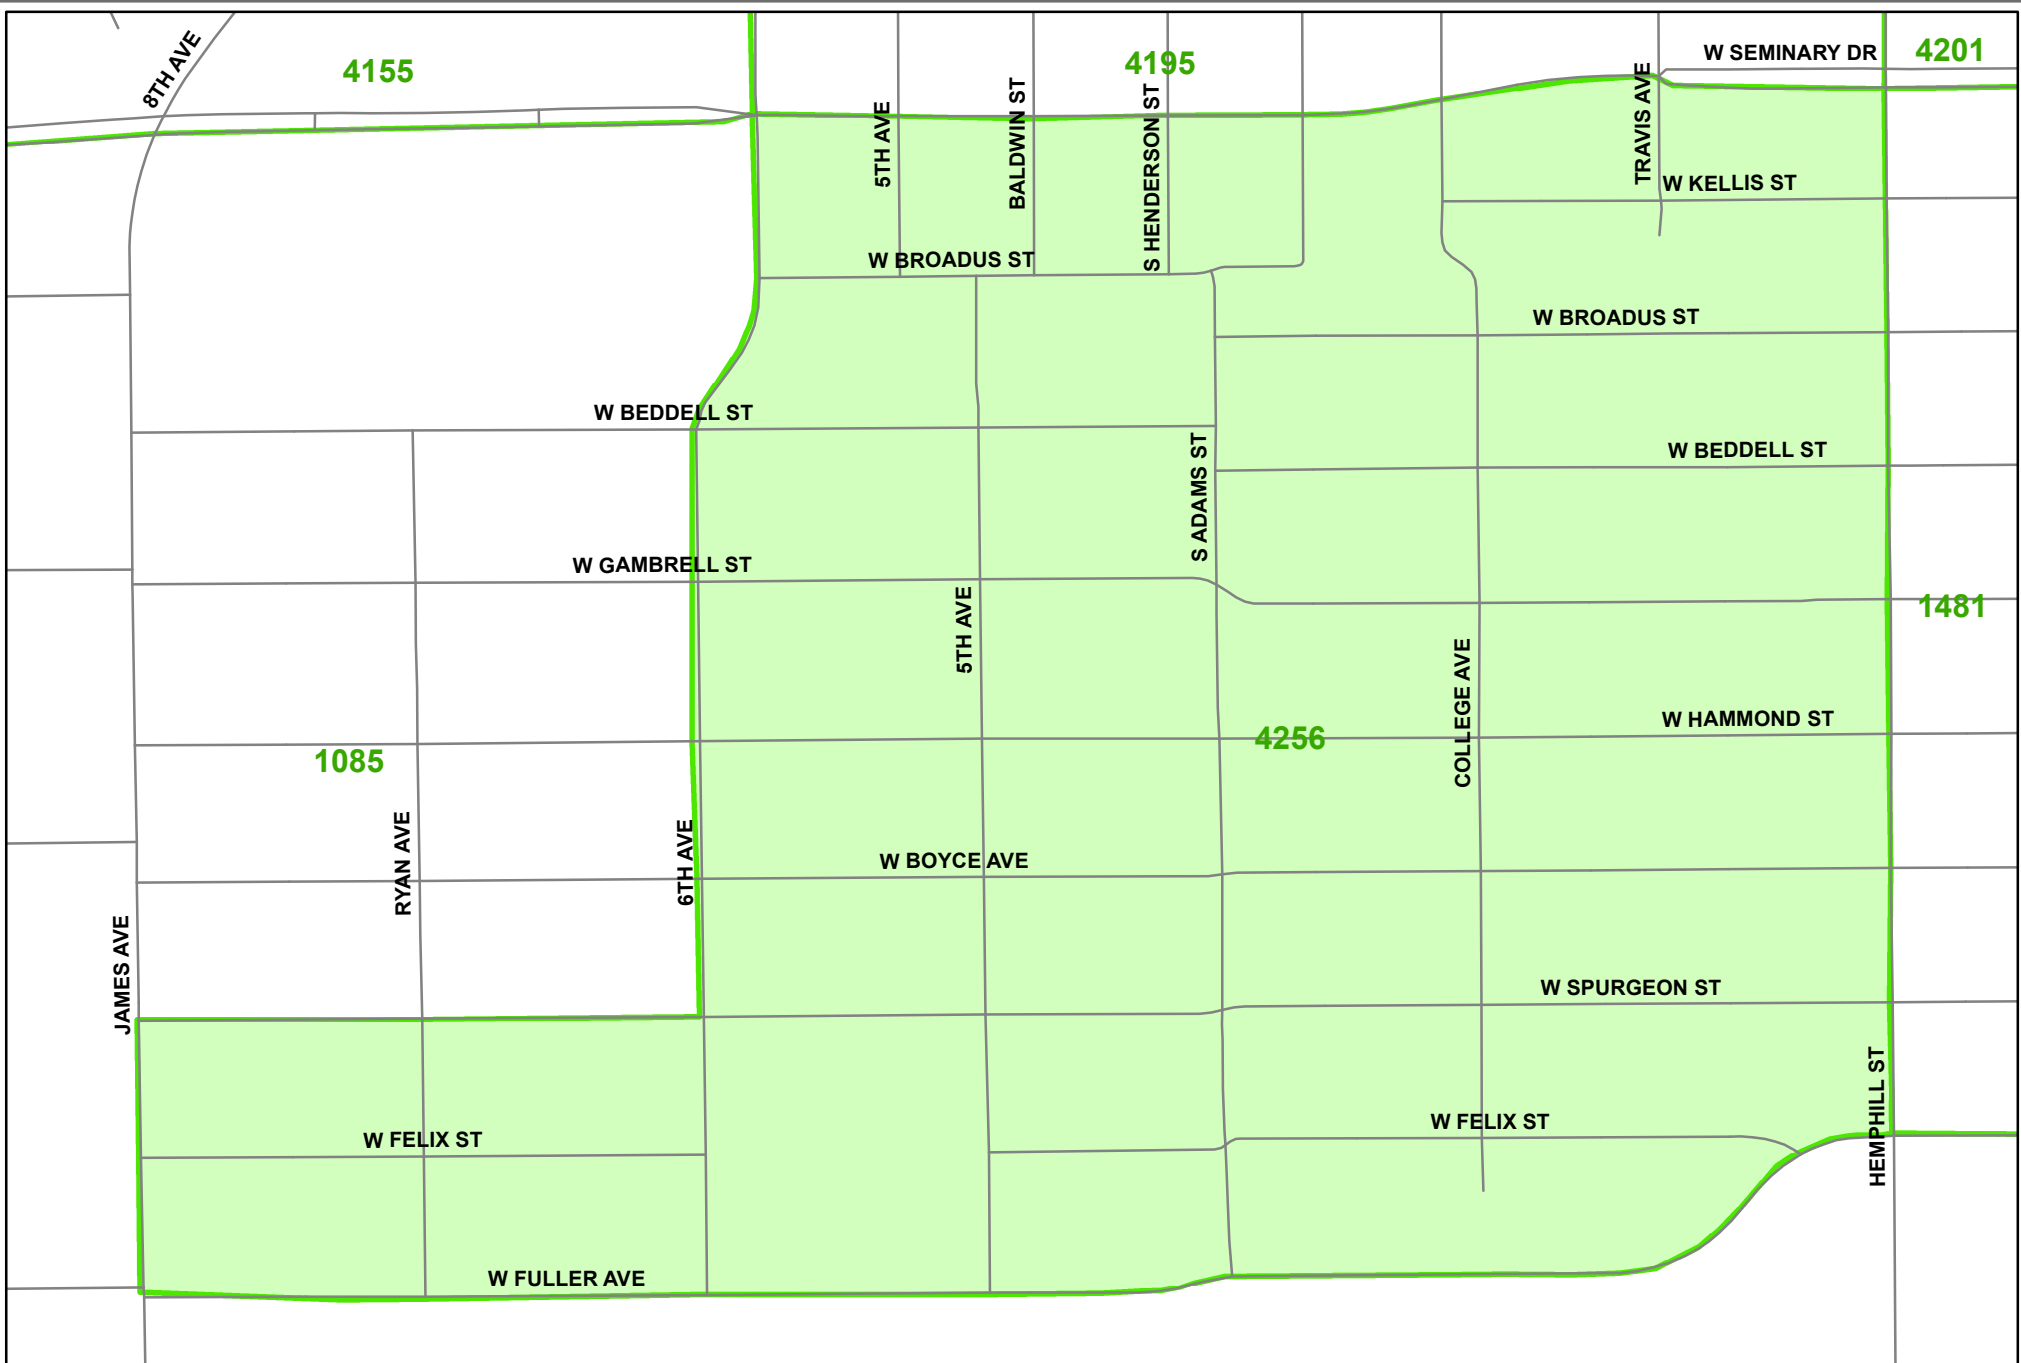 8TH AVE
4155
4195
W SEMINARY DR
4201
5TH AVE
BALDWIN ST
S HENDERSON ST
TRAVIS AVE
W KELLIS ST
W BROADUS ST
W BROADUS ST
W BEDDELL ST
W BEDDELL ST
S ADAMS ST
W GAMBRELL ST
5TH AVE
1481
COLLEGE AVE
W HAMMOND ST
4256
1085
RYAN AVE
6TH AVE
W BOYCE AVE
JAMES AVE
W SPURGEON ST
HEMPHILL ST
W FELIX ST
W FELIX ST
W FULLER AVE